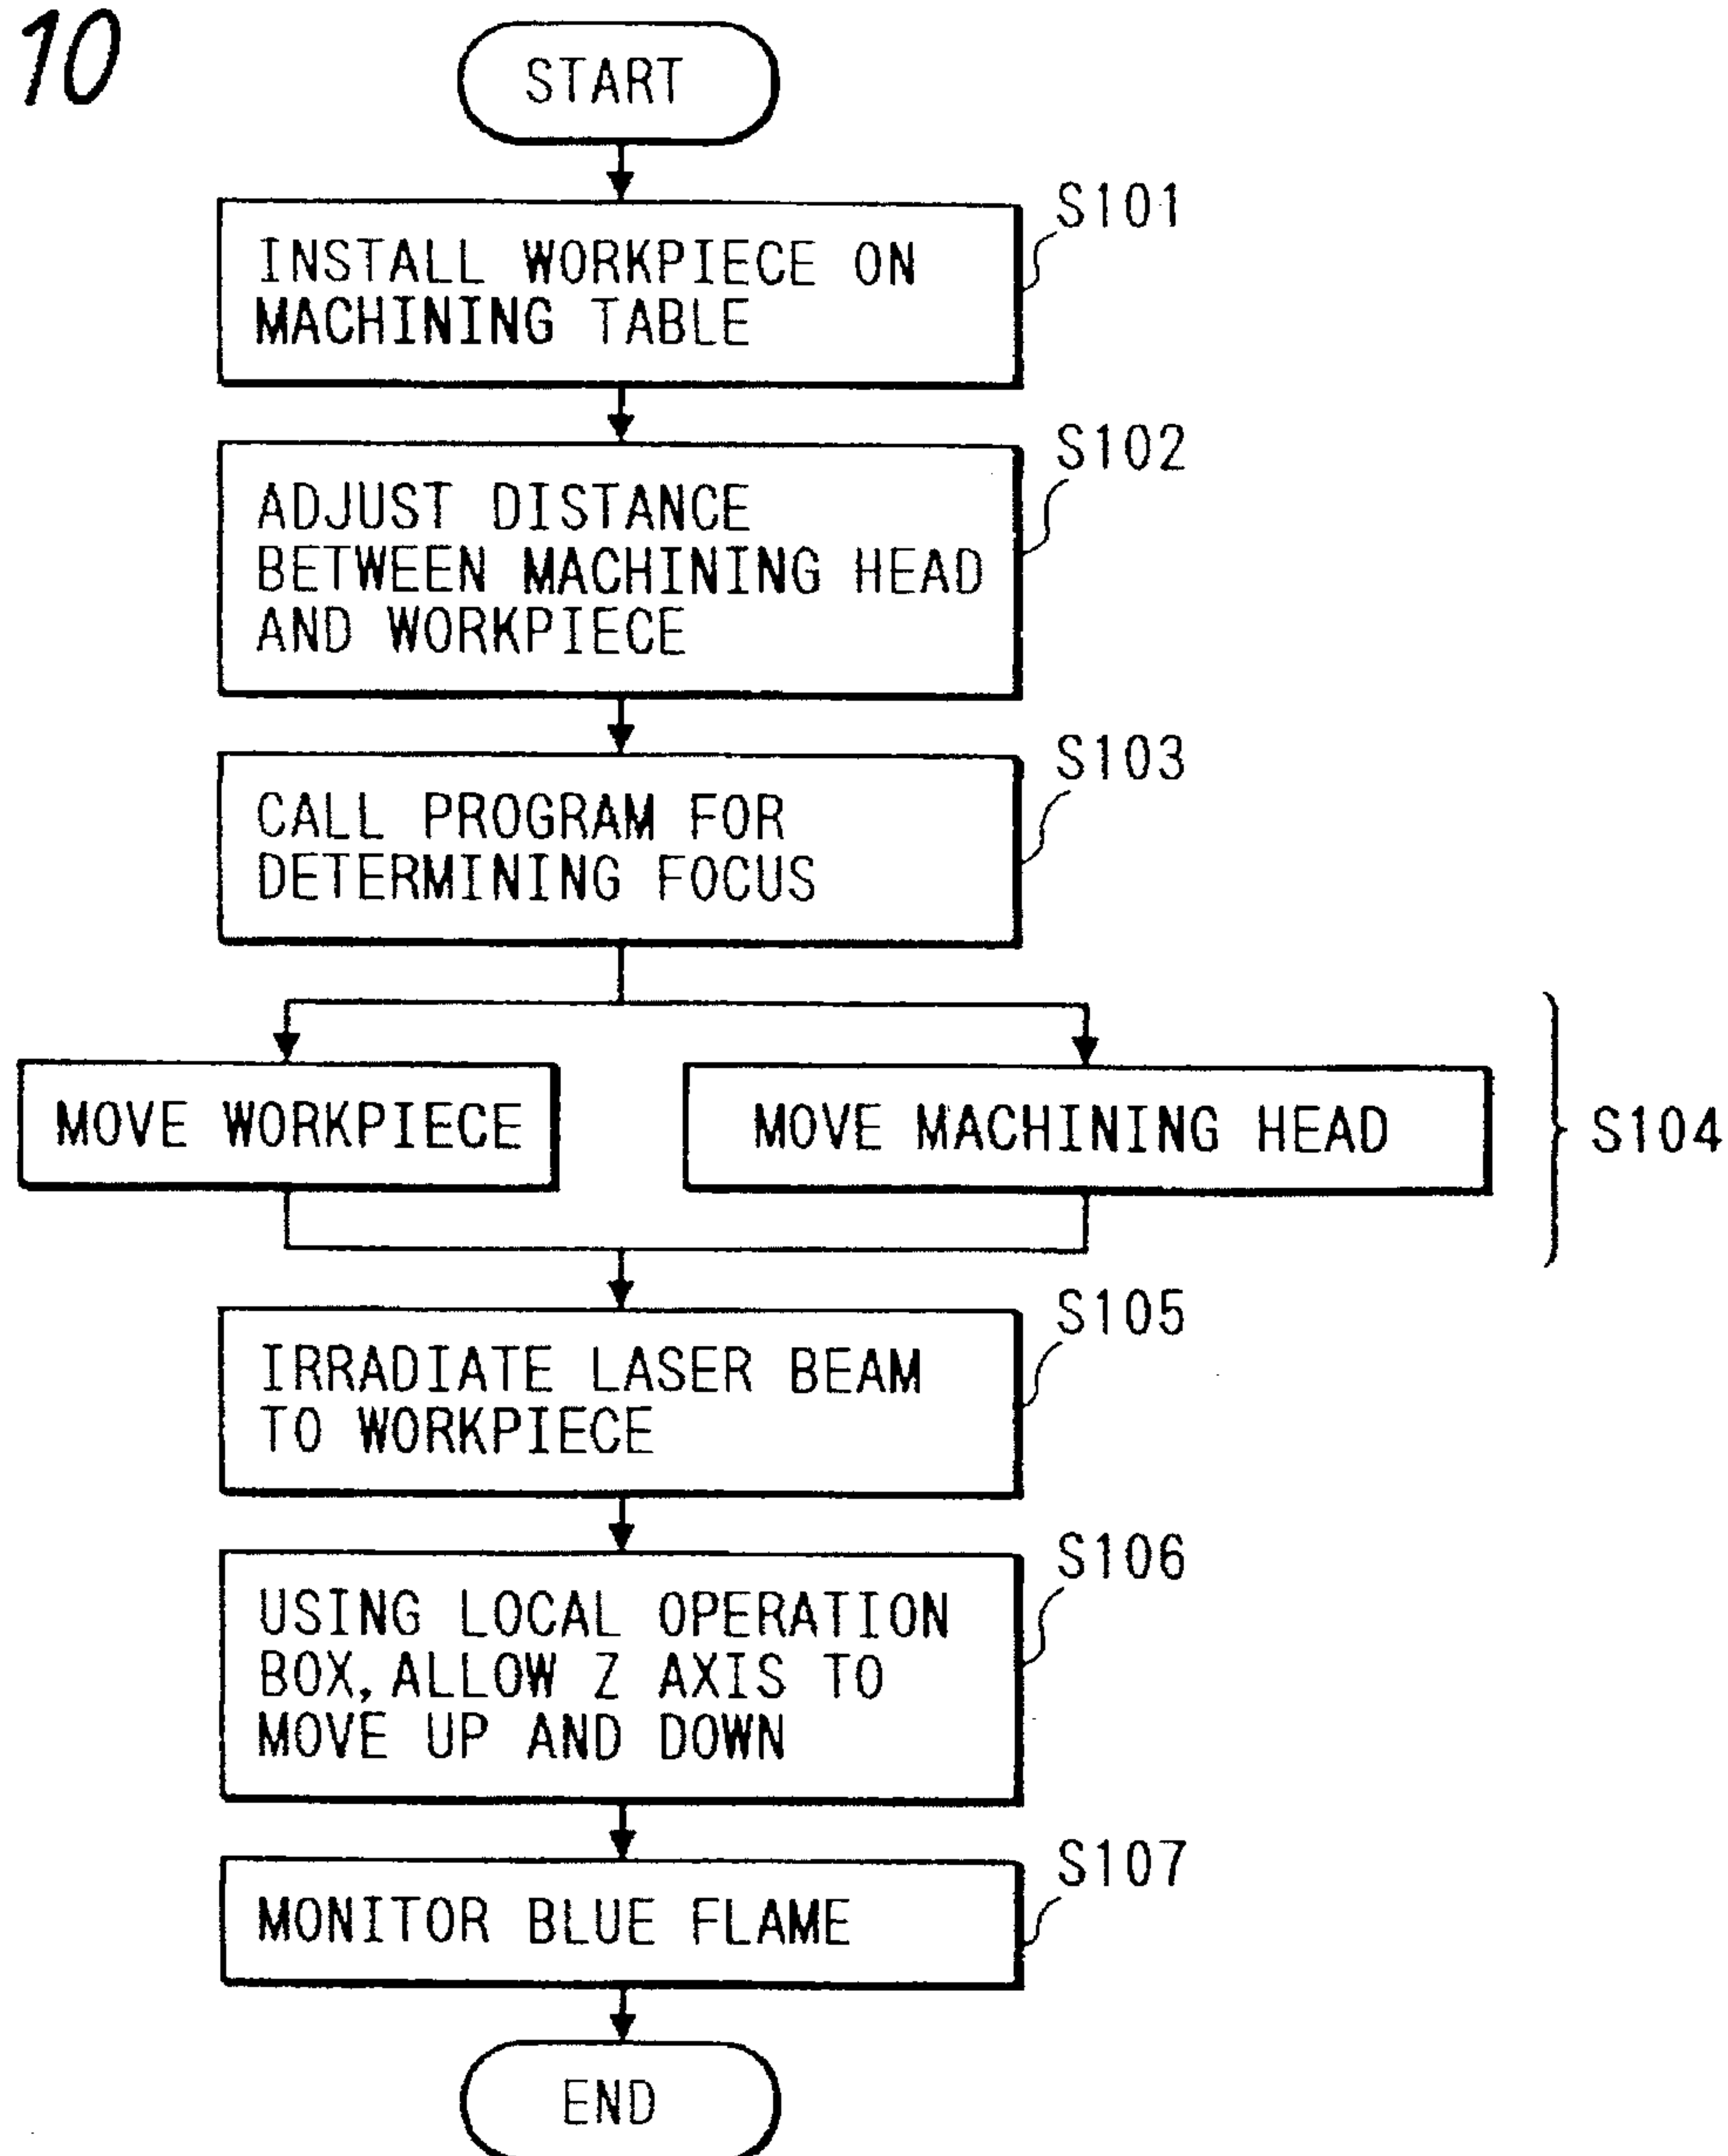 10
START
S101
INSTALL WORKPIECE ON
MACHINING TABLE
S102
ADJUST DISTANCE
BETWEEN MACHINING HEAD
AND WORKPIECE
S103
CALL PROGRAM FOR
DETERMINING FOCUS
MOVE WORKPIECE
MOVE MACHINING HEAD
S104
S105
IRRADIATE LASER BEAM
TO WORKPIECE
S106
USING LOCAL OPERATION
BOX, ALLOW Z AXIS TO
MOVE UP AND DOWN
S107
MONITOR BLUE FLAME
END